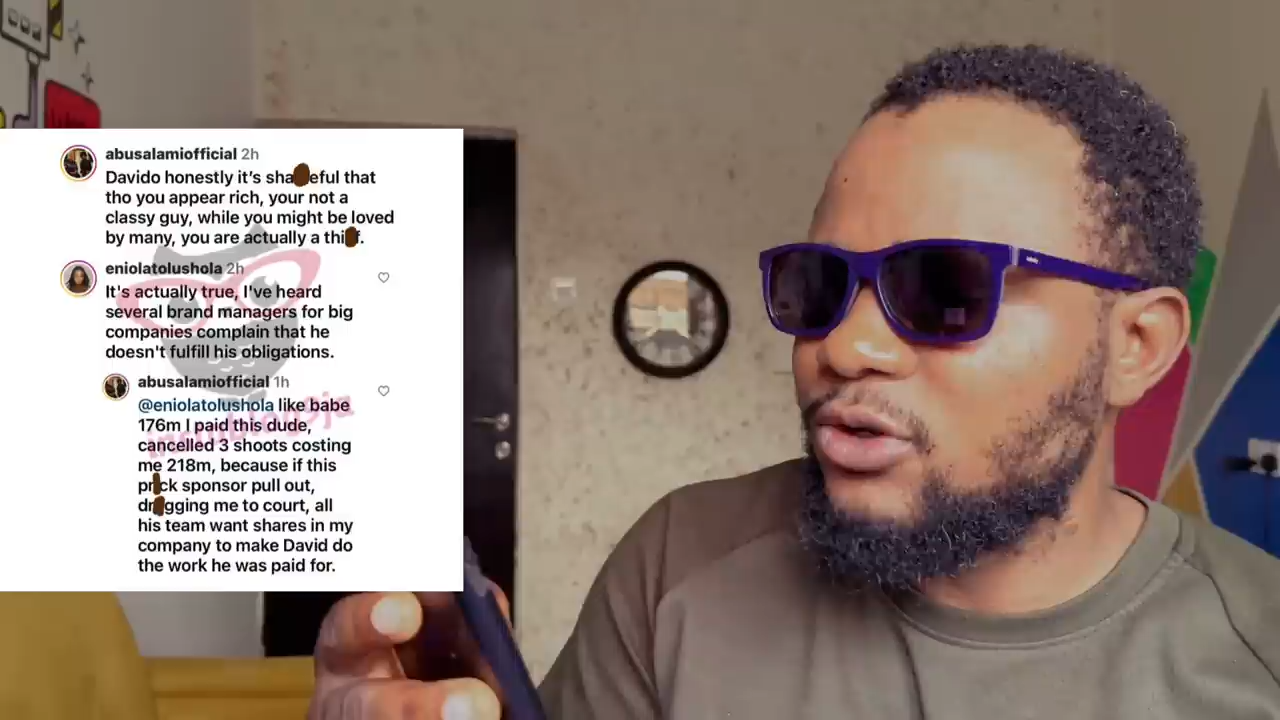 abusalamiofficial 2h
Davido honestly it's sha eful that
tho you appear rich, your not a
classy guy, while you might be loved
by many, you are actually a thi f.
eniolatolushola 2h
It's actually true, I've heard
several brand managers for big
companies complain that he
doesn't fulfill his obligations.
abusalamiofficial 1h
@eniolatolushola like babe
176m I paid this dude,
cancelled 3 shoots costing
me 218m, because if this
pr ck sponsor pull out,
dr gging me to court, all
his team want shares in my
company to make David do
the work he was paid for.